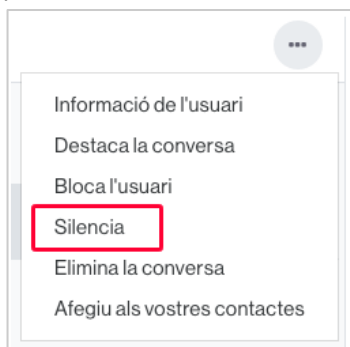 Informació de l'usuari
Destaca la conversa
Bloca l'usuari
Silencia
Elimina la conversa
Afegiu als vostres contactes